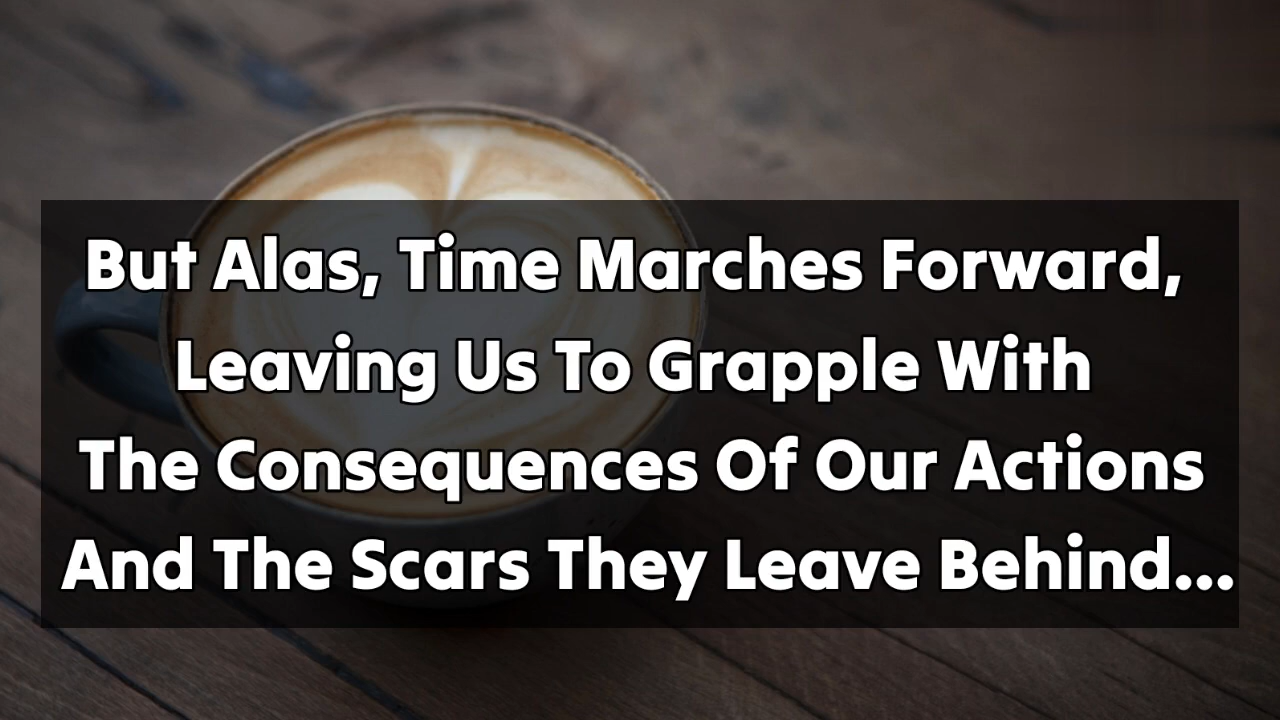 But Alas, Time Marches Forward,
Leaving Us To Grapple With
The Consequences Of Our Actions
And The Scars They Leave Behind...